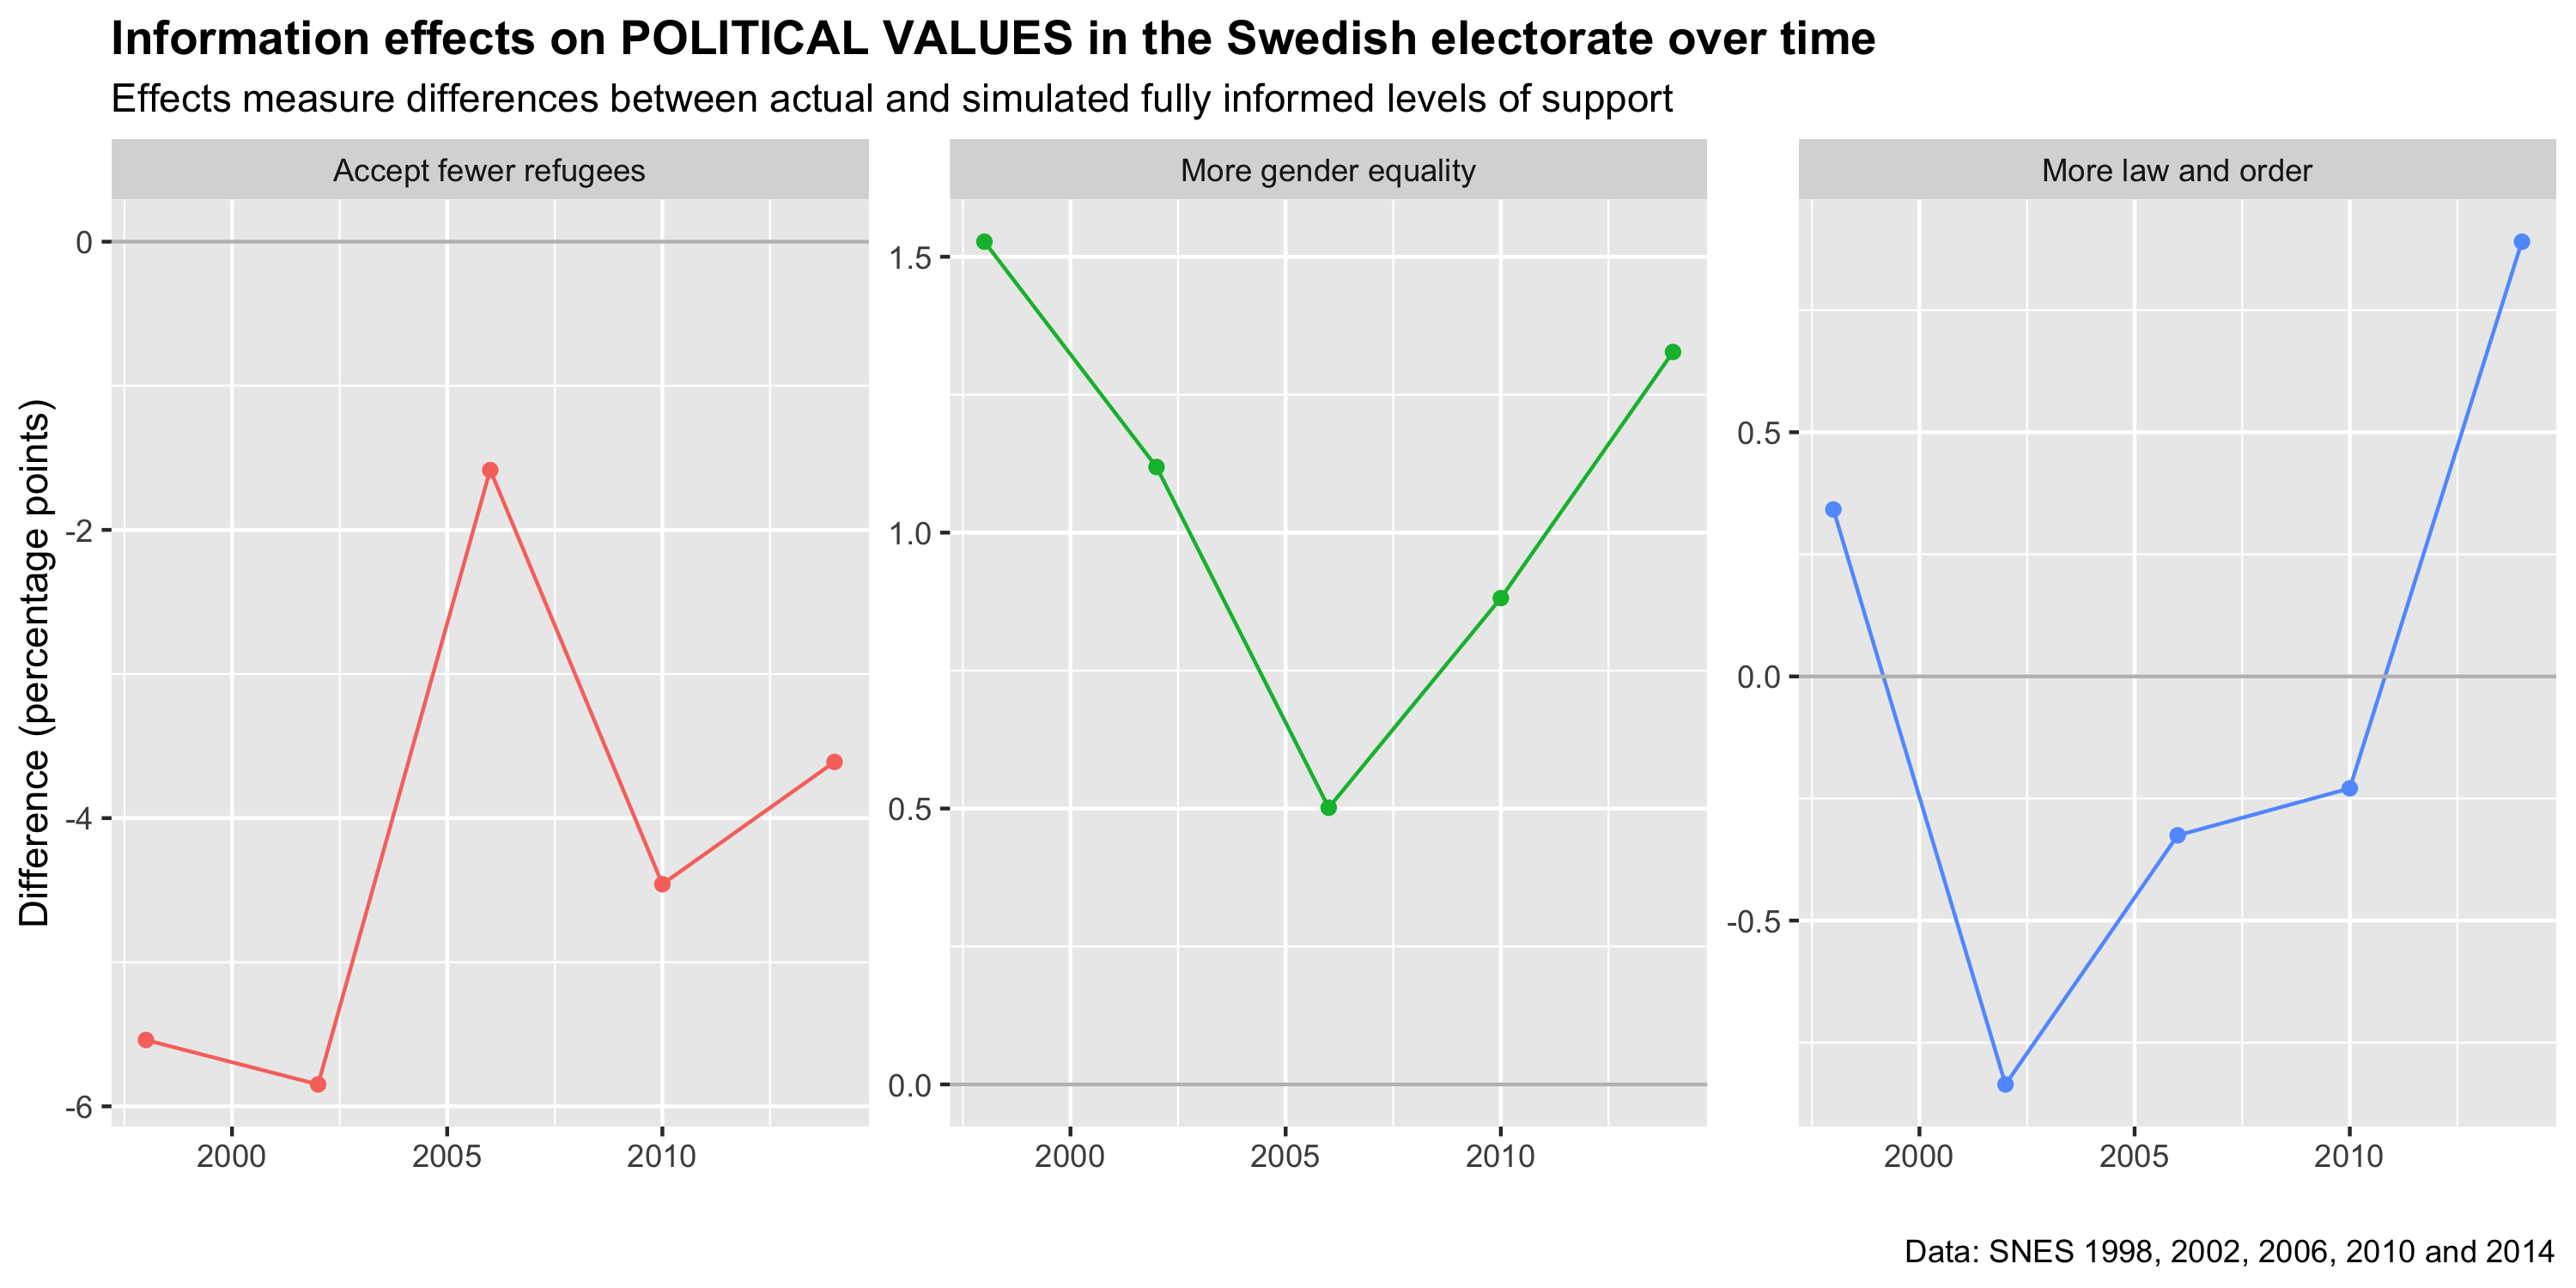 Information effects on POLITICAL VALUES in the Swedish electorate over time
Effects measure differences between actual and simulated fully informed levels of support
Difference (percentage points)
Accept fewer refugees
0
-2
-4
-6
2000 2005 2010
More gender equality
1.5
1.0
0.5
0.0
2000 2005 2010
More law and order
0.5
0.0
-0.5
2000 2005 2010
Data: SNES 1998, 2002, 2006, 2010 and 2014